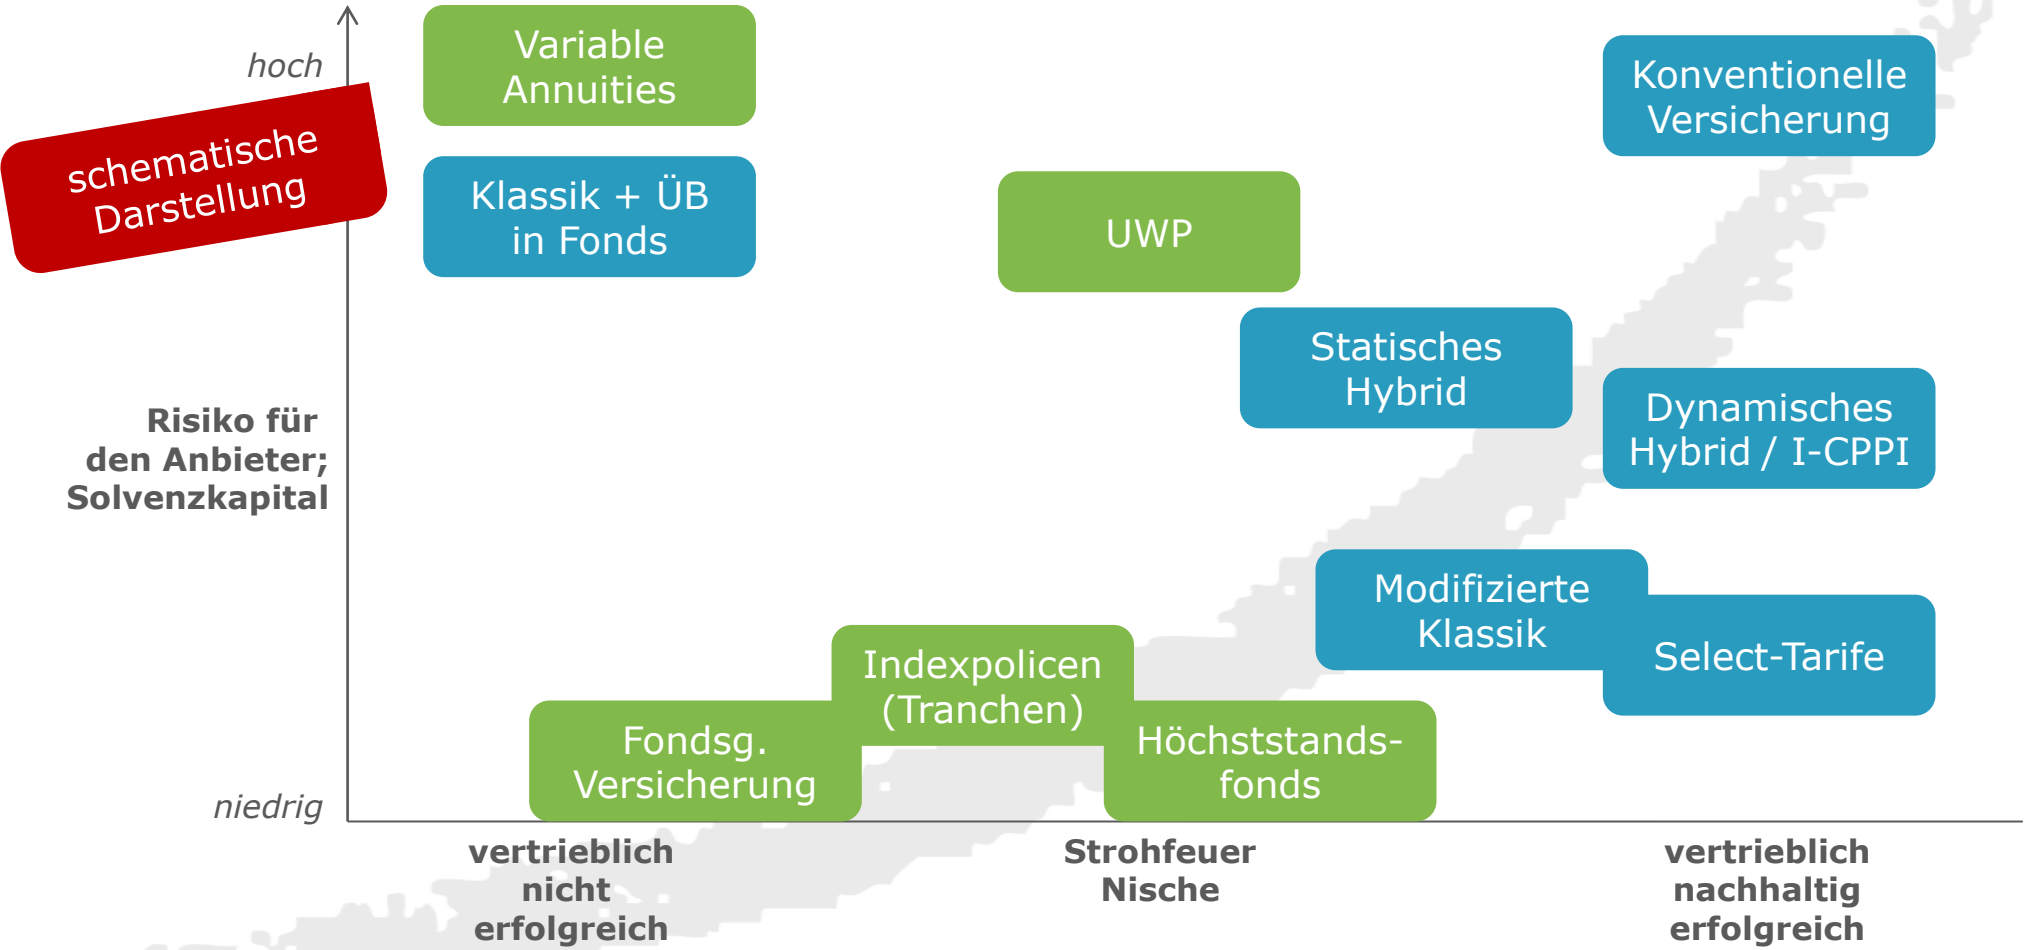 hoch
schematische
Darstellung
Risiko für
den Anbieter;
Solvenzkapital
niedrig
Variable
Annuities
Klassik + ÜB
in Fonds
UWP
Konventionelle
Versicherung
Statisches
Hybrid
Dynamisches
Hybrid / I-CPPI
Modifizierte
Klassik
Select-Tarife
Indexpolicen
(Tranchen)
Fondsg.
Versicherung
Höchststands-
fonds
vertrieblich
nicht
erfolgreich
Strohfeuer
Nische
vertrieblich
nachhaltig
erfolgreich